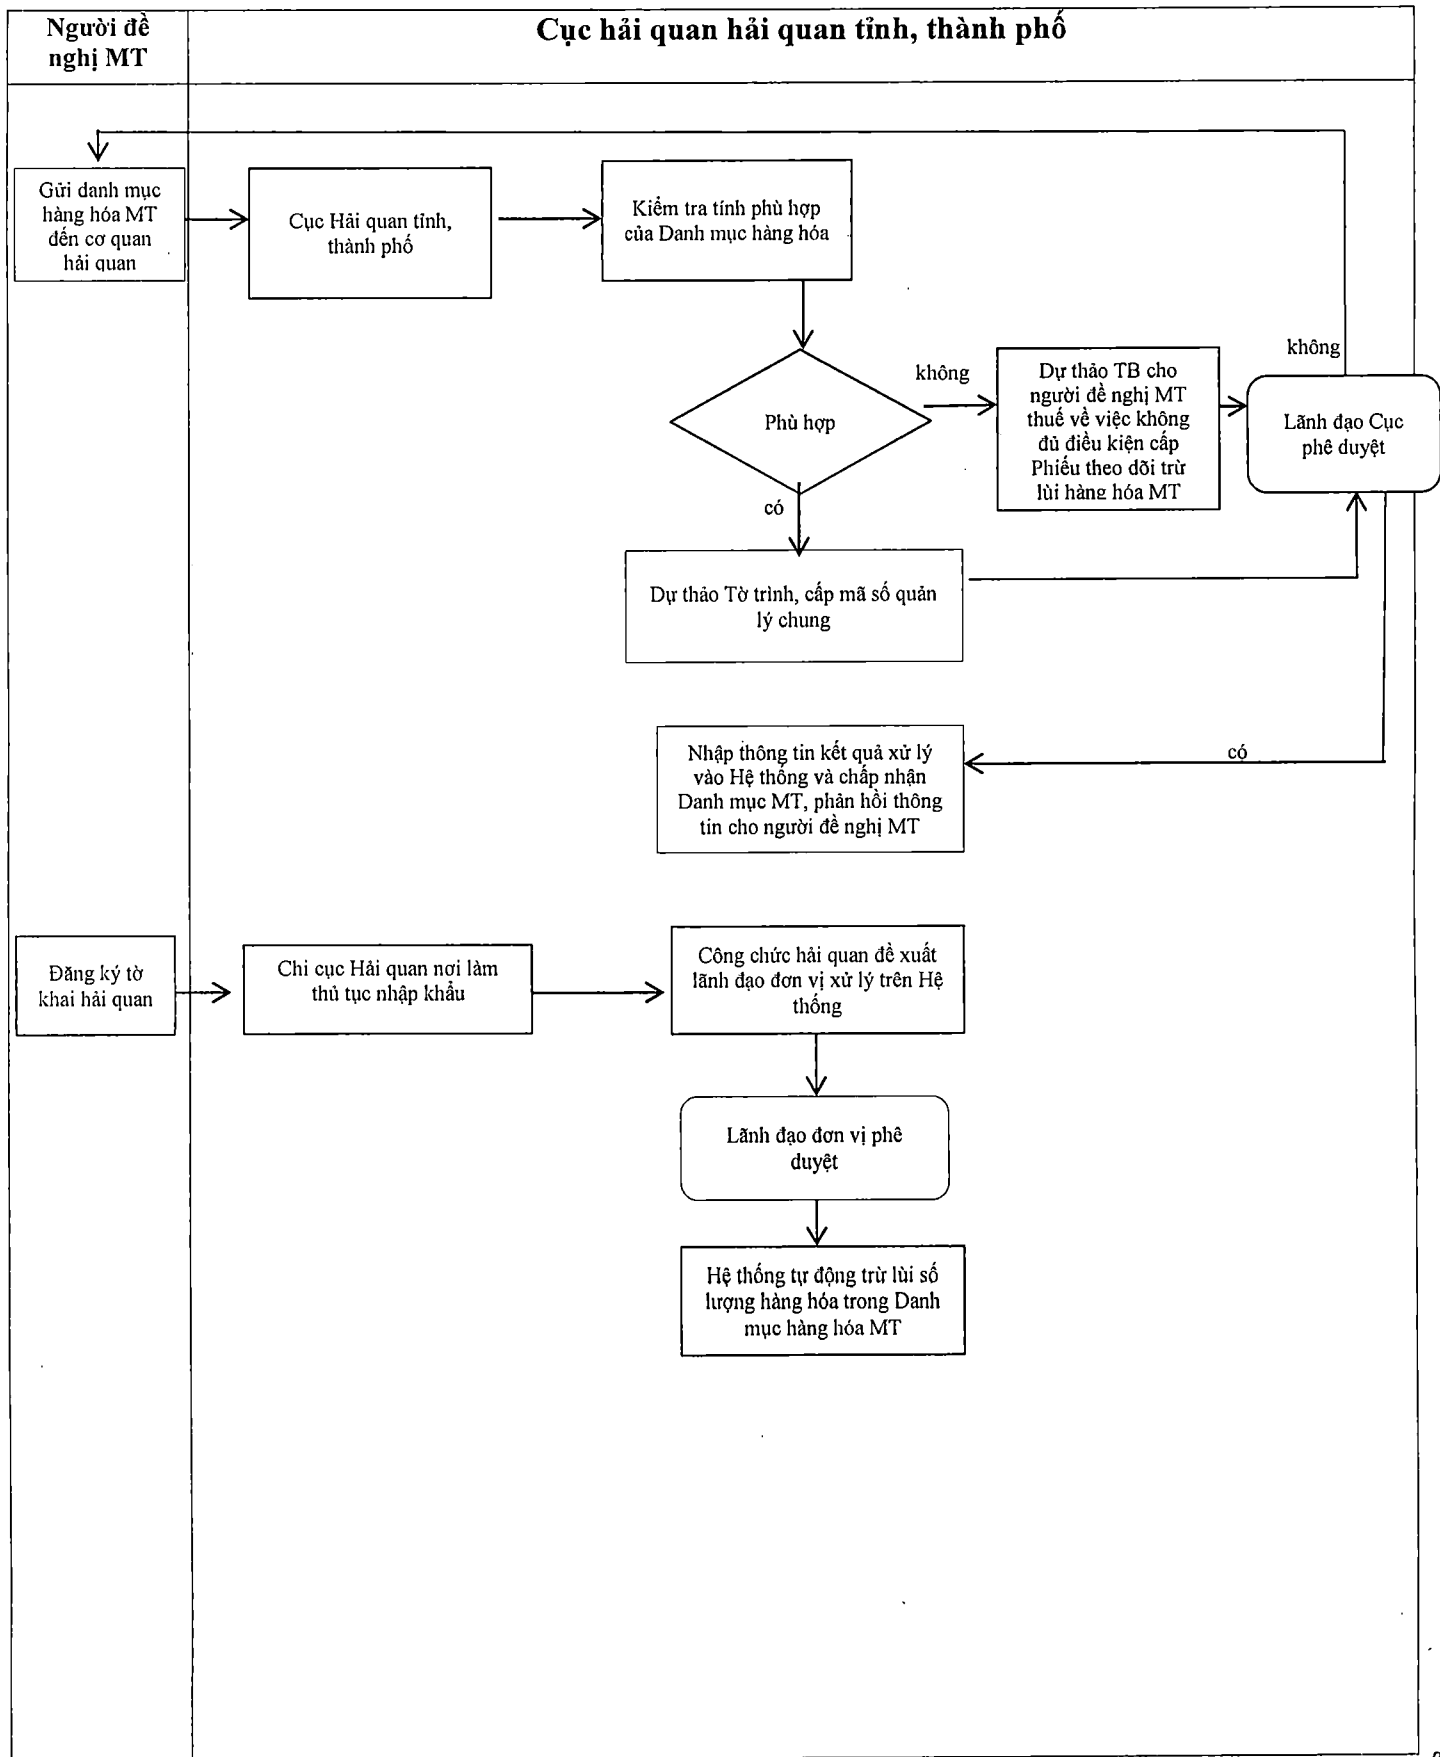 Người đề
nghị MT
Cục hải quan hải quan tỉnh, thành phố
Gửi danh mục
hàng hóa MT
đến cơ quan
hải quan
Cục Hải quan tỉnh,
thành phố
Kiểm tra tính phù hợp
của Danh mục hàng hóa
Phù hợp
không
Dự thảo TB cho
người đề nghị MT
thuế về việc không
đủ điều kiện cấp
Phiếu theo dõi trừ
lùi hàng hóa MT
không
Lãnh đạo Cục
phê duyệt
có
Dự thảo Tờ trình, cấp mã số quản
lý chung
Nhập thông tin kết quả xử lý
vào Hệ thống và chấp nhận
Danh mục MT, phản hồi thông
tin cho người đề nghị MT
có
Đăng ký tờ
khai hải quan
Chi cục Hải quan nơi làm
thủ tục nhập khẩu
Công chức hải quan đề xuất
lãnh đạo đơn vị xử lý trên Hệ
thống
Lãnh đạo đơn vị phê
duyệt
Hệ thống tự động trừ lùi số
lượng hàng hóa trong Danh
mục hàng hóa MT